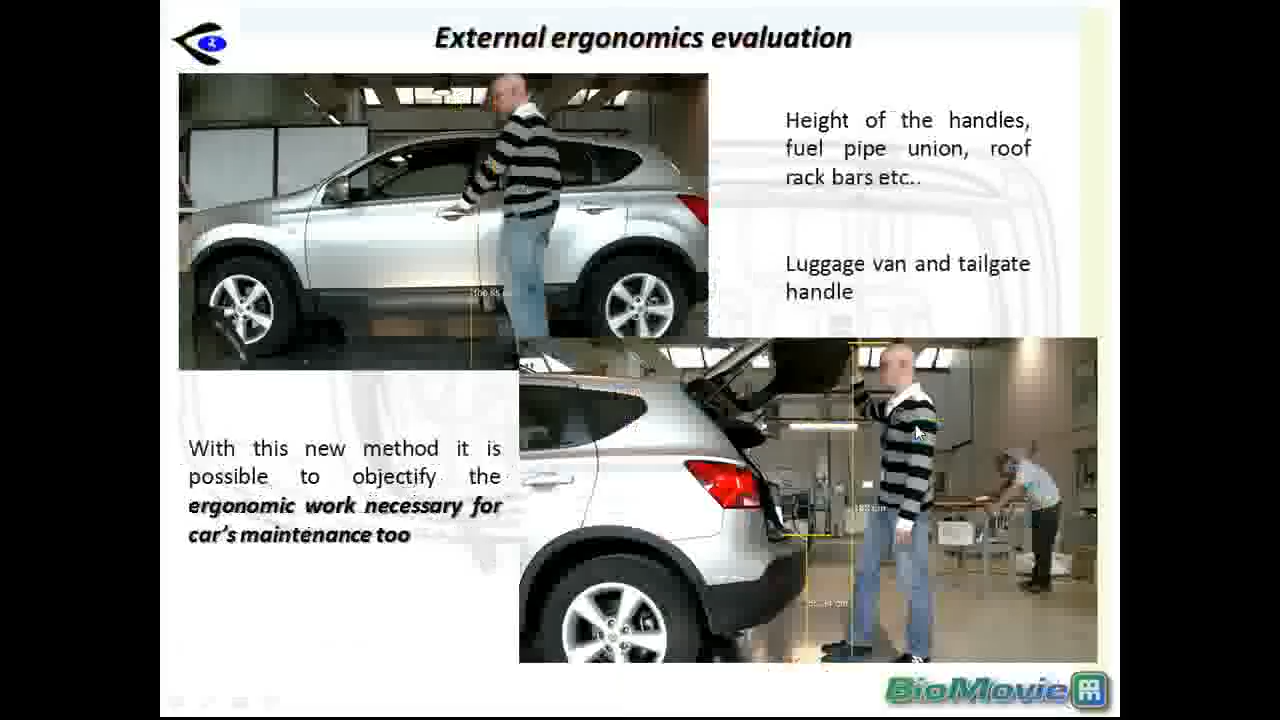 External ergonomics evaluation
Height of the handles,
fuel pipe union, roof
rack bars etc..
Luggage van and tailgate
handle
With this new method it is
possible to objectify the
ergonomic work necessary for
car's maintenance too
BioMovie